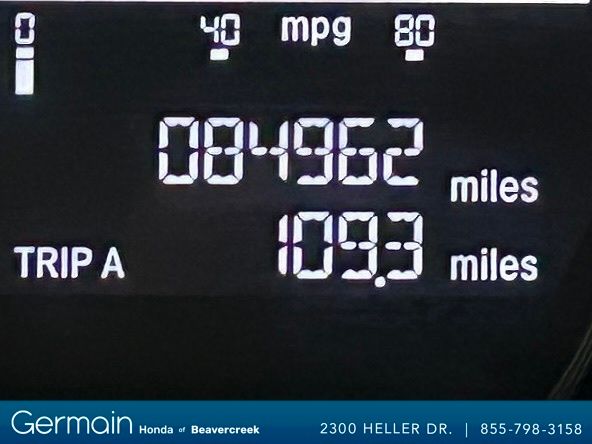 0 40 mpg 80
084962 miles
TRIP A 109.3 miles
Germain Honda of Beavercreek 2300 HELLER DR. | 855-798-3158